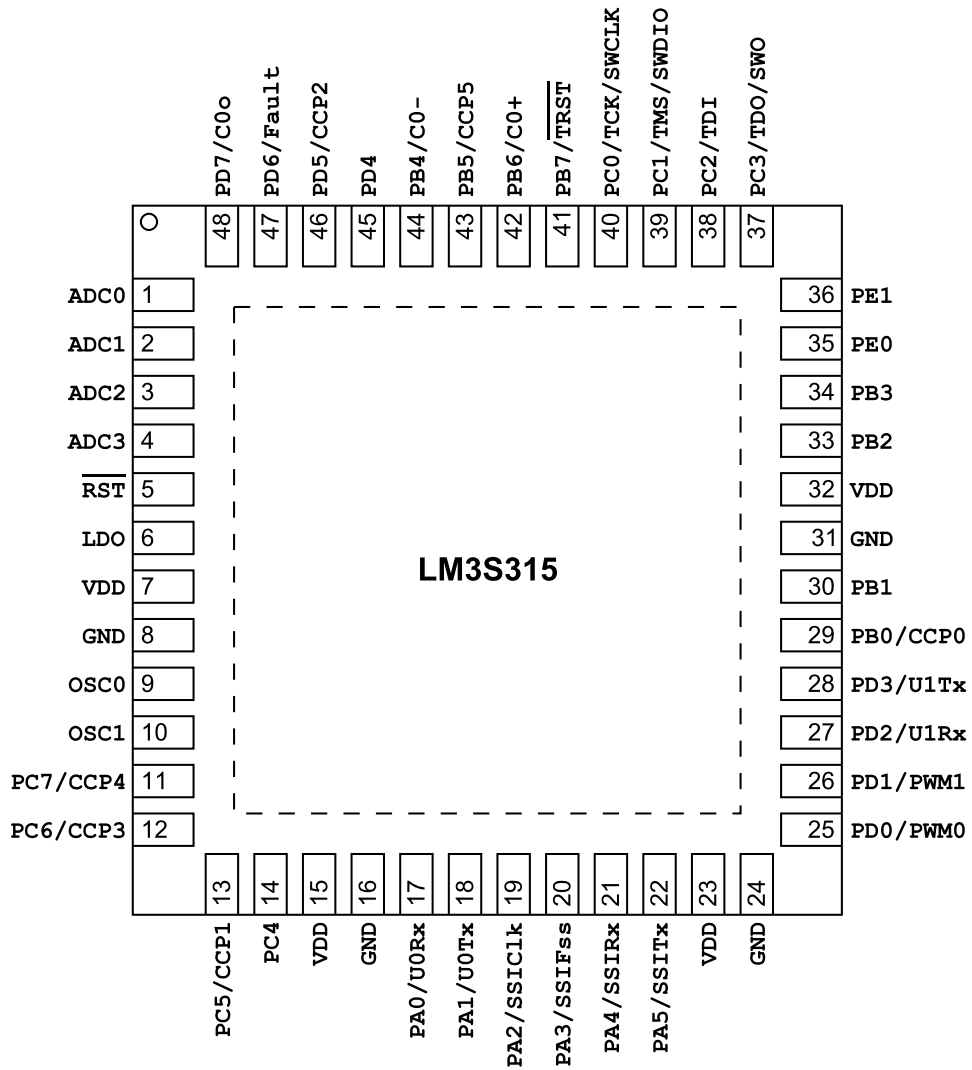 PD7/C0o
PD6/Fault
PD5/CCP2
PD4
PB4/C0-
PB5/CCP5
PB6/C0+
PB7/TRST
PC0/TCK/SWCLK
PC1/TMS/SWDIO
PC2/TDI
PC3/TDO/SWO
48
47
46
45
44
43
42
41
40
39
38
37
ADC0 1
ADC1 2
ADC2 3
ADC3 4
RST 5
LDO 6
VDD 7
GND 8
OSC0 9
OSC1 10
PC7/CCP4 11
PC6/CCP3 12
LM3S315
36 PE1
35 PE0
34 PB3
33 PB2
32 VDD
31 GND
30 PB1
29 PB0/CCP0
28 PD3/U1Tx
27 PD2/U1Rx
26 PD1/PWM1
25 PD0/PWM0
13
14
15
16
17
18
19
20
21
22
23
24
PC5/CCP1
PC4
VDD
GND
PA0/U0Rx
PA1/U0Tx
PA2/SSIClk
PA3/SSIFss
PA4/SSIRx
PA5/SSITx
VDD
GND